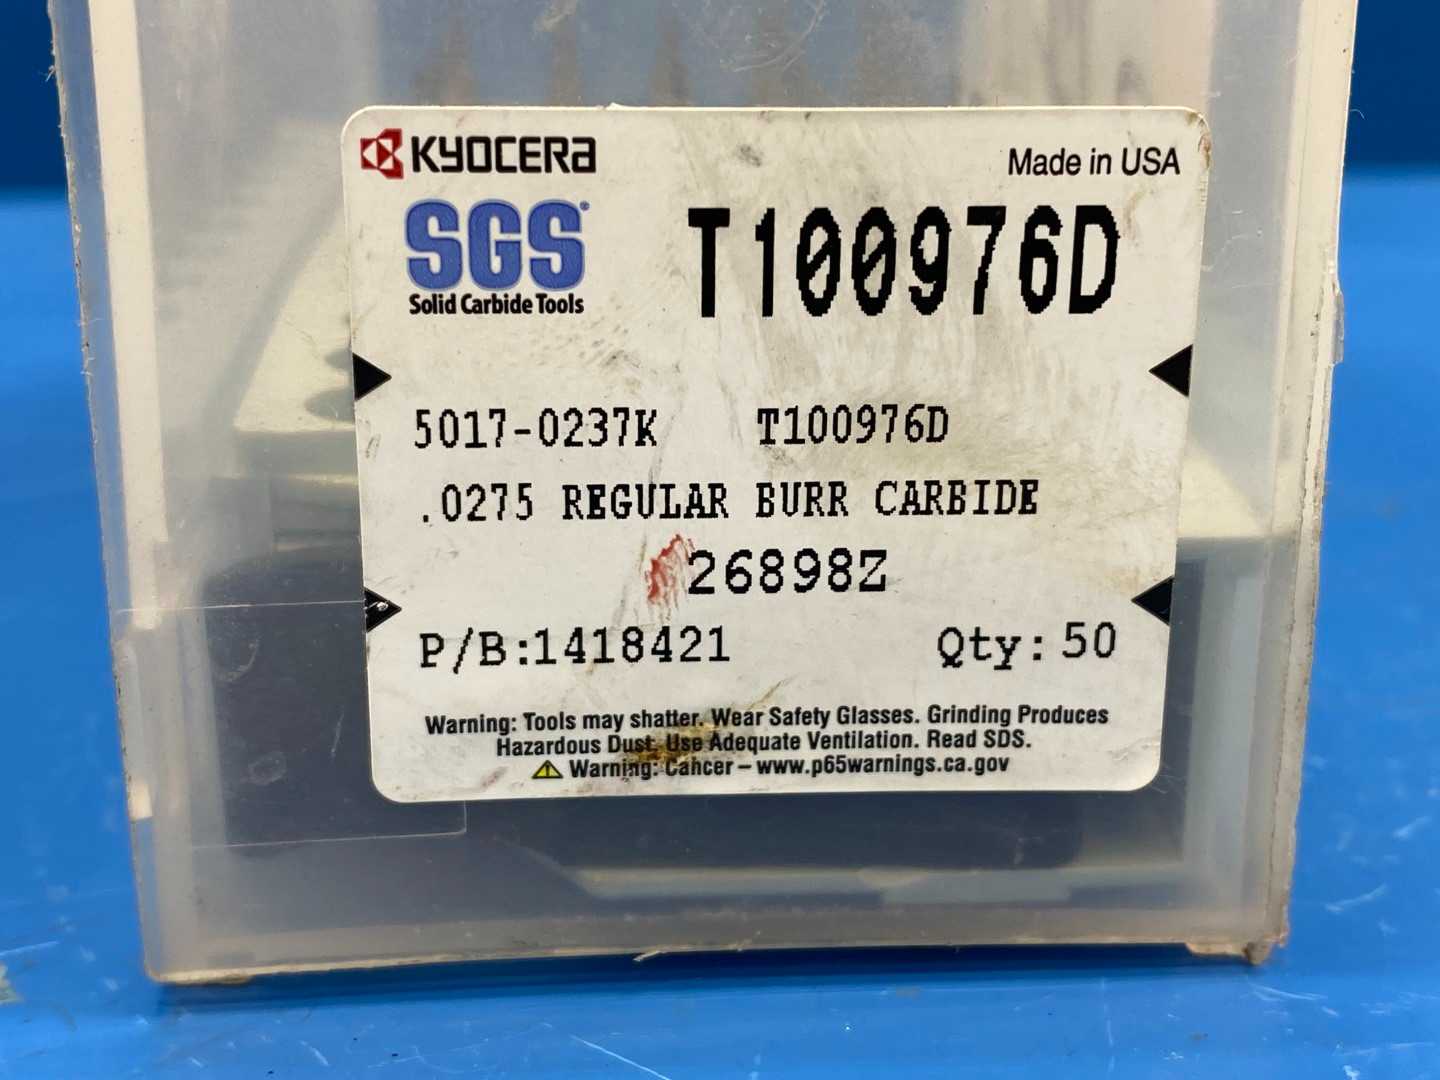 KYOCERA
Made in USA
SGS®
Solid Carbide Tools
T100976D
5017-0237K T100976D
.0275 REGULAR BURR CARBIDE
26898Z
P/B:1418421 Qty: 50
Warning: Tools may shatter. Wear Safety Glasses. Grinding Produces
Hazardous Dust. Use Adequate Ventilation. Read SDS.
Warning: Cancer – www.p65warnings.ca.gov